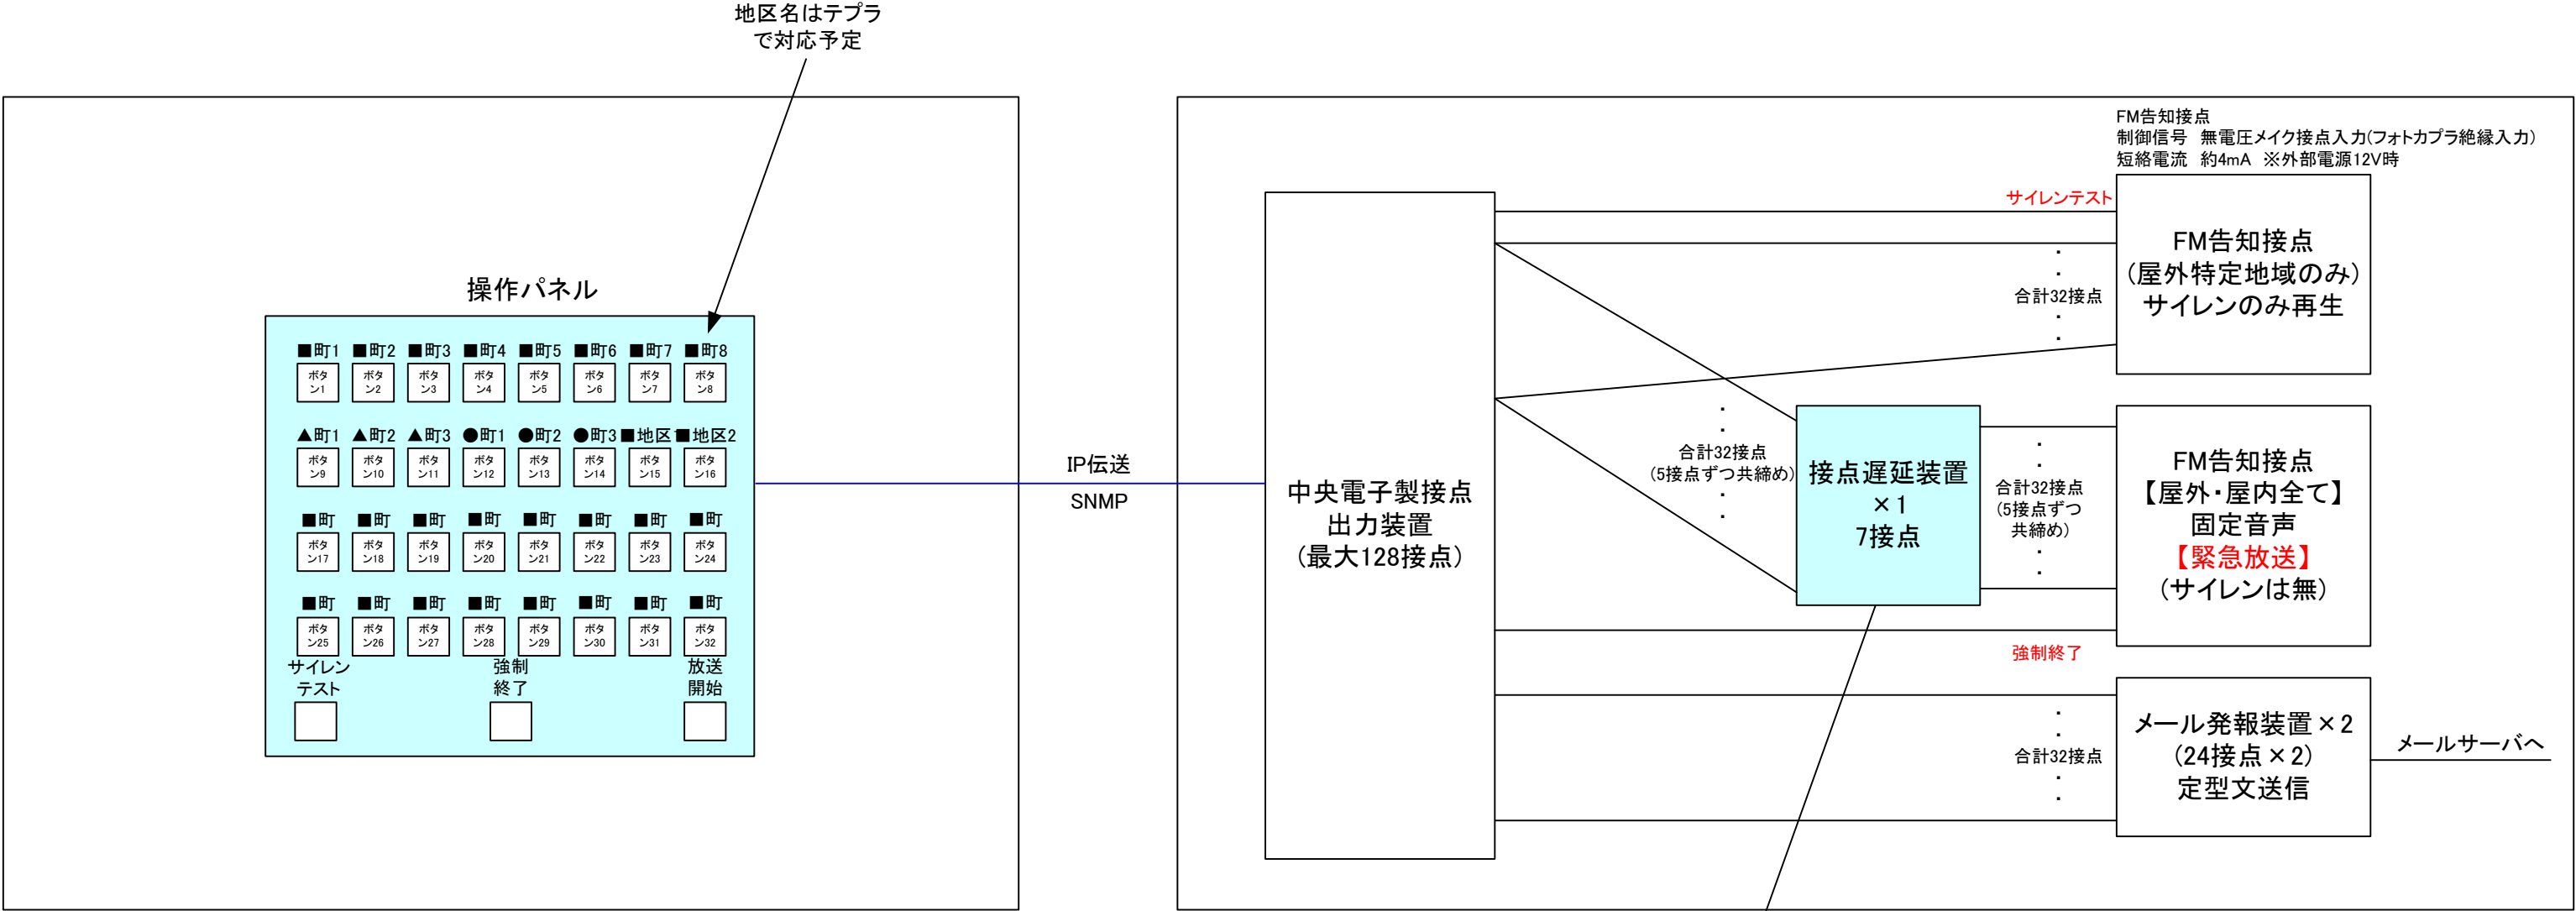 地区名はテプラ
で対応予定
操作パネル
■町1 ■町2 ■町3 ■町4 ■町5 ■町6 ■町7 ■町8
ボタ ボタ ボタ ボタ ボタ ボタ ボタ ボタ
ン1 ン2 ン3 ン4 ン5 ン6 ン7 ン8
▲町1 ▲町2 ▲町3 ●町1 ●町2 ●町3 ■地区1 ■地区2
ボタ ボタ ボタ ボタ ボタ ボタ ボタ ボタ
ン9 ン10 ン11 ン12 ン13 ン14 ン15 ン16
■町 ■町 ■町 ■町 ■町 ■町 ■町 ■町
ボタ ボタ ボタ ボタ ボタ ボタ ボタ ボタ
ン17 ン18 ン19 ン20 ン21 ン22 ン23 ン24
■町 ■町 ■町 ■町 ■町 ■町 ■町 ■町
ボタ ボタ ボタ ボタ ボタ ボタ ボタ ボタ
ン25 ン26 ン27 ン28 ン29 ン30 ン31 ン32
サイレン
テスト
強制
終了
放送
開始
IP伝送
SNMP
中央電子製接点
出力装置
(最大128接点)
FM告知接点
制御信号 無電圧メイク接点入力(フォトカプラ絶縁入力)
短絡電流 約4mA ※外部電源12V時
サイレンテスト
・
・
合計32接点
・
・
FM告知接点
(屋外特定地域のみ)
サイレンのみ再生
・
・
合計32接点
(5接点ずつ共締め)
・
・
接点遅延装置
×1
7接点
・
・
合計32接点
(5接点ずつ
共締め)
・
・
FM告知接点
【屋外・屋内全て】
固定音声
【緊急放送】
(サイレンは無)
強制終了
・
・
合計32接点
・
・
メール発報装置×2
(24接点×2)
定型文送信
メールサーバへ